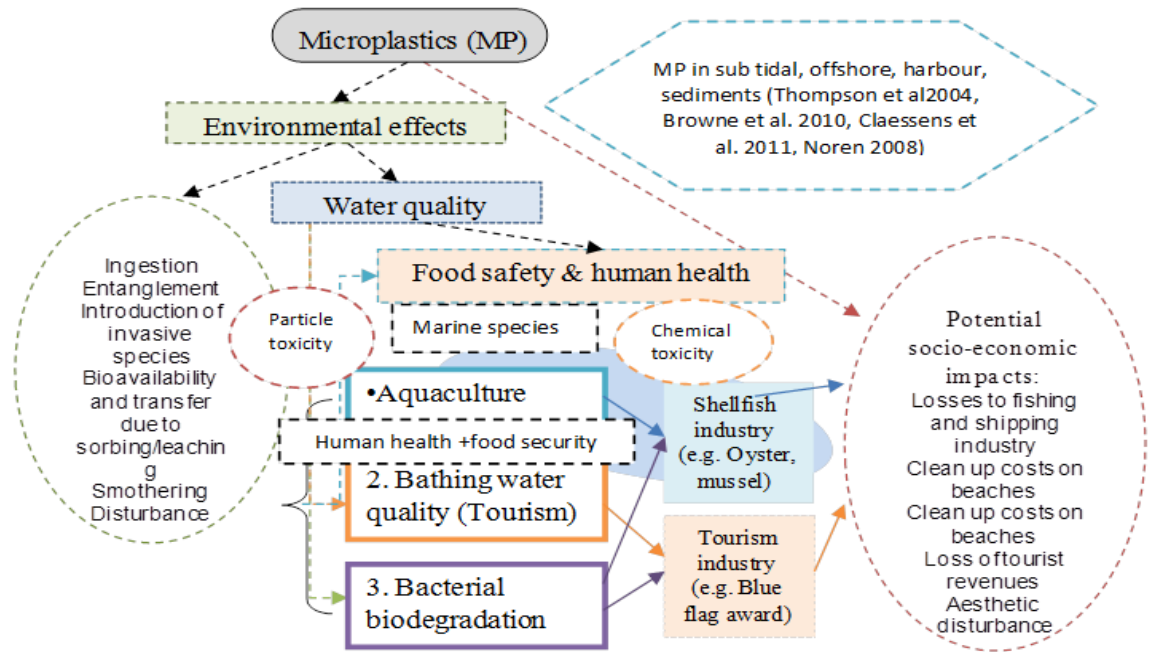 Microplastics (MP)
MP in sub tidal, offshore, harbour,
sediments (Thompson et al2004,
Browne et al. 2010, Claessens et
al. 2011, Noren 2008)
Environmental effects
Water quality
Food safety & human health
Ingestion
Entanglement
Introduction of
invasive
species
Bioavailability
and transfer
due to
sorbing/leachin
g
Smothering
Disturbance
Particle
toxicity
Marine species
Chemical
toxicity
•Aquaculture
Human health +food security
2. Bathing water
quality (Tourism)
3. Bacterial
biodegradation
Shellfish
industry
(e.g. Oyster,
mussel)
Tourism
industry
(e.g. Blue
flag award)
Potential
socio-economic
impacts:
Losses to fishing
and shipping
industry
Clean up costs on
beaches
Clean up costs on
beaches
Loss oftourist
revenues
Aesthetic
disturbance